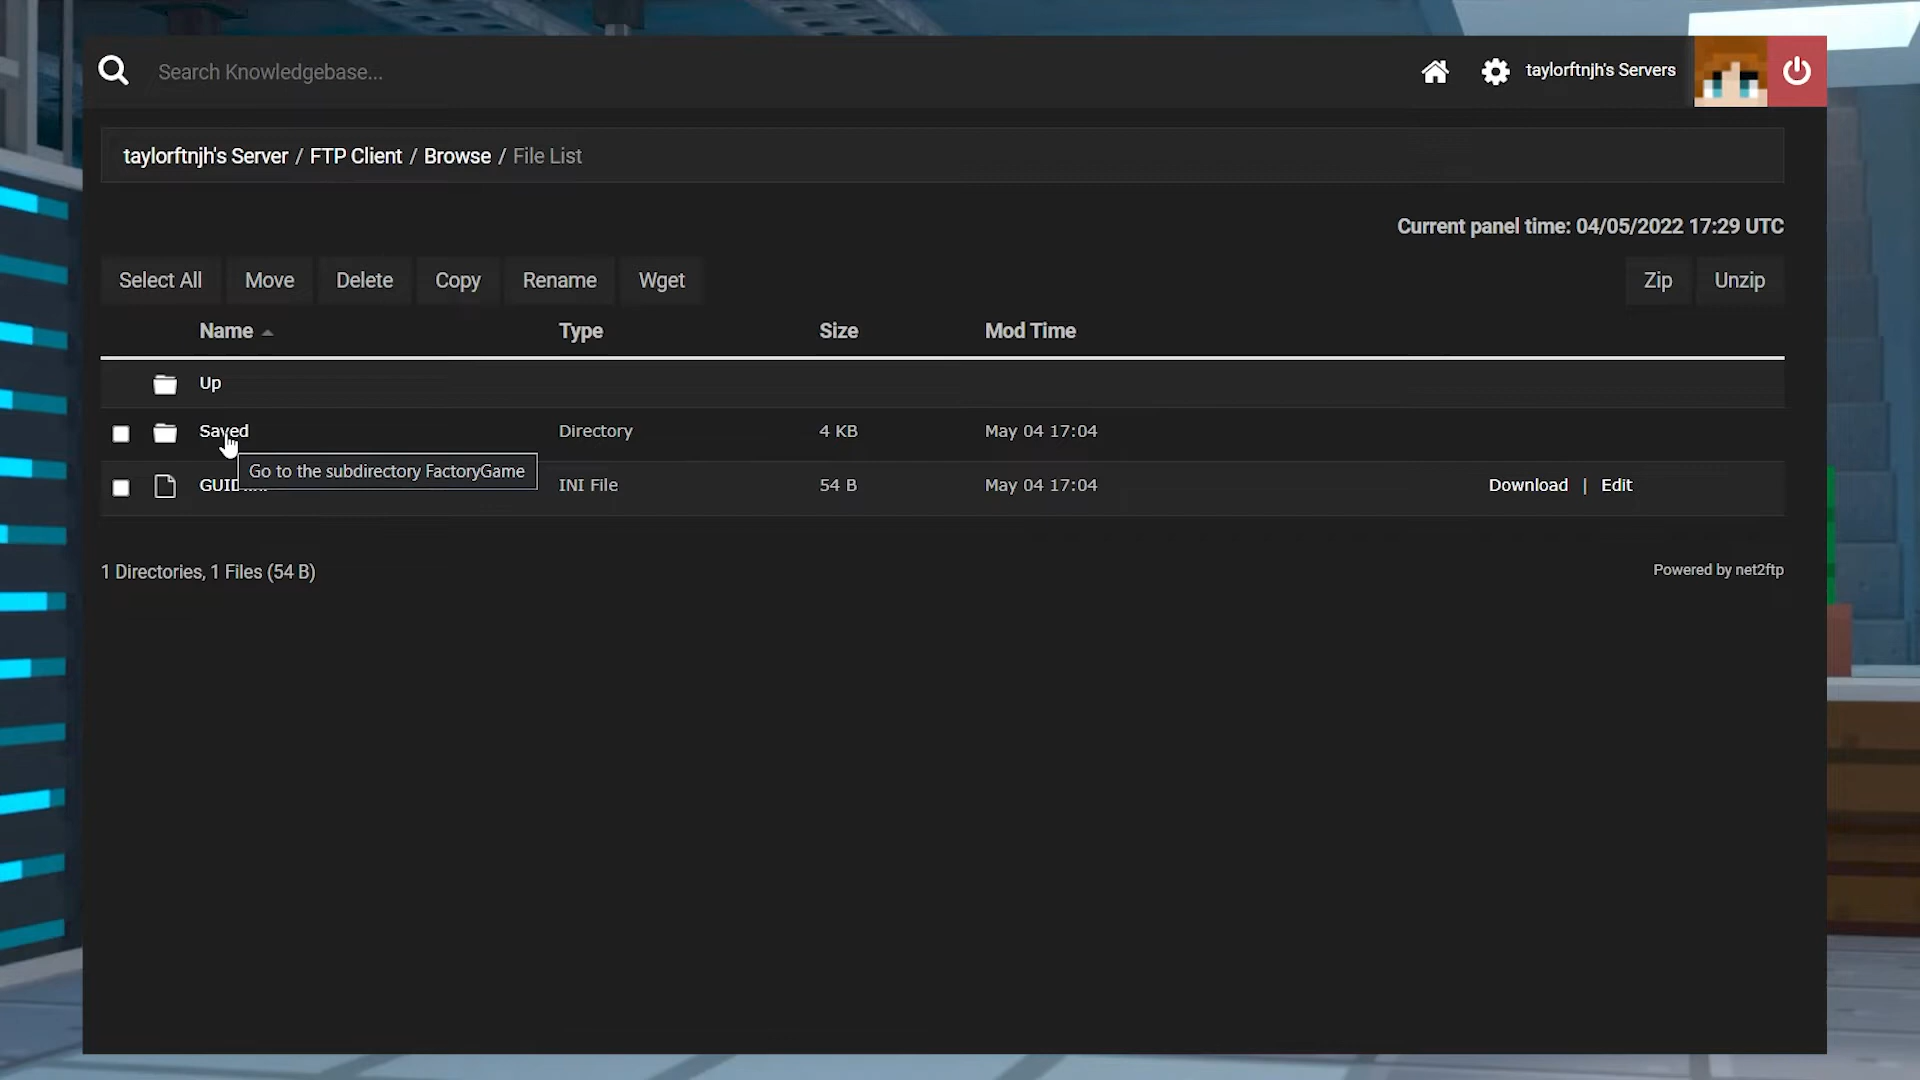 Search Knowledgebase...
taylorftnjh's Servers
taylorftnjh's Server / FTP Client / Browse / File List
Current panel time: 04/05/2022 17:29 UTC
Select All Move Delete Copy Rename Wget Zip Unzip
Name Type Size Mod Time
Up
Saved Directory 4 KB May 04 17:04
Go to the subdirectory FactoryGame
INI File 54 B May 04 17:04 Download | Edit
1 Directories, 1 Files (54 B)
Powered by net2ftp